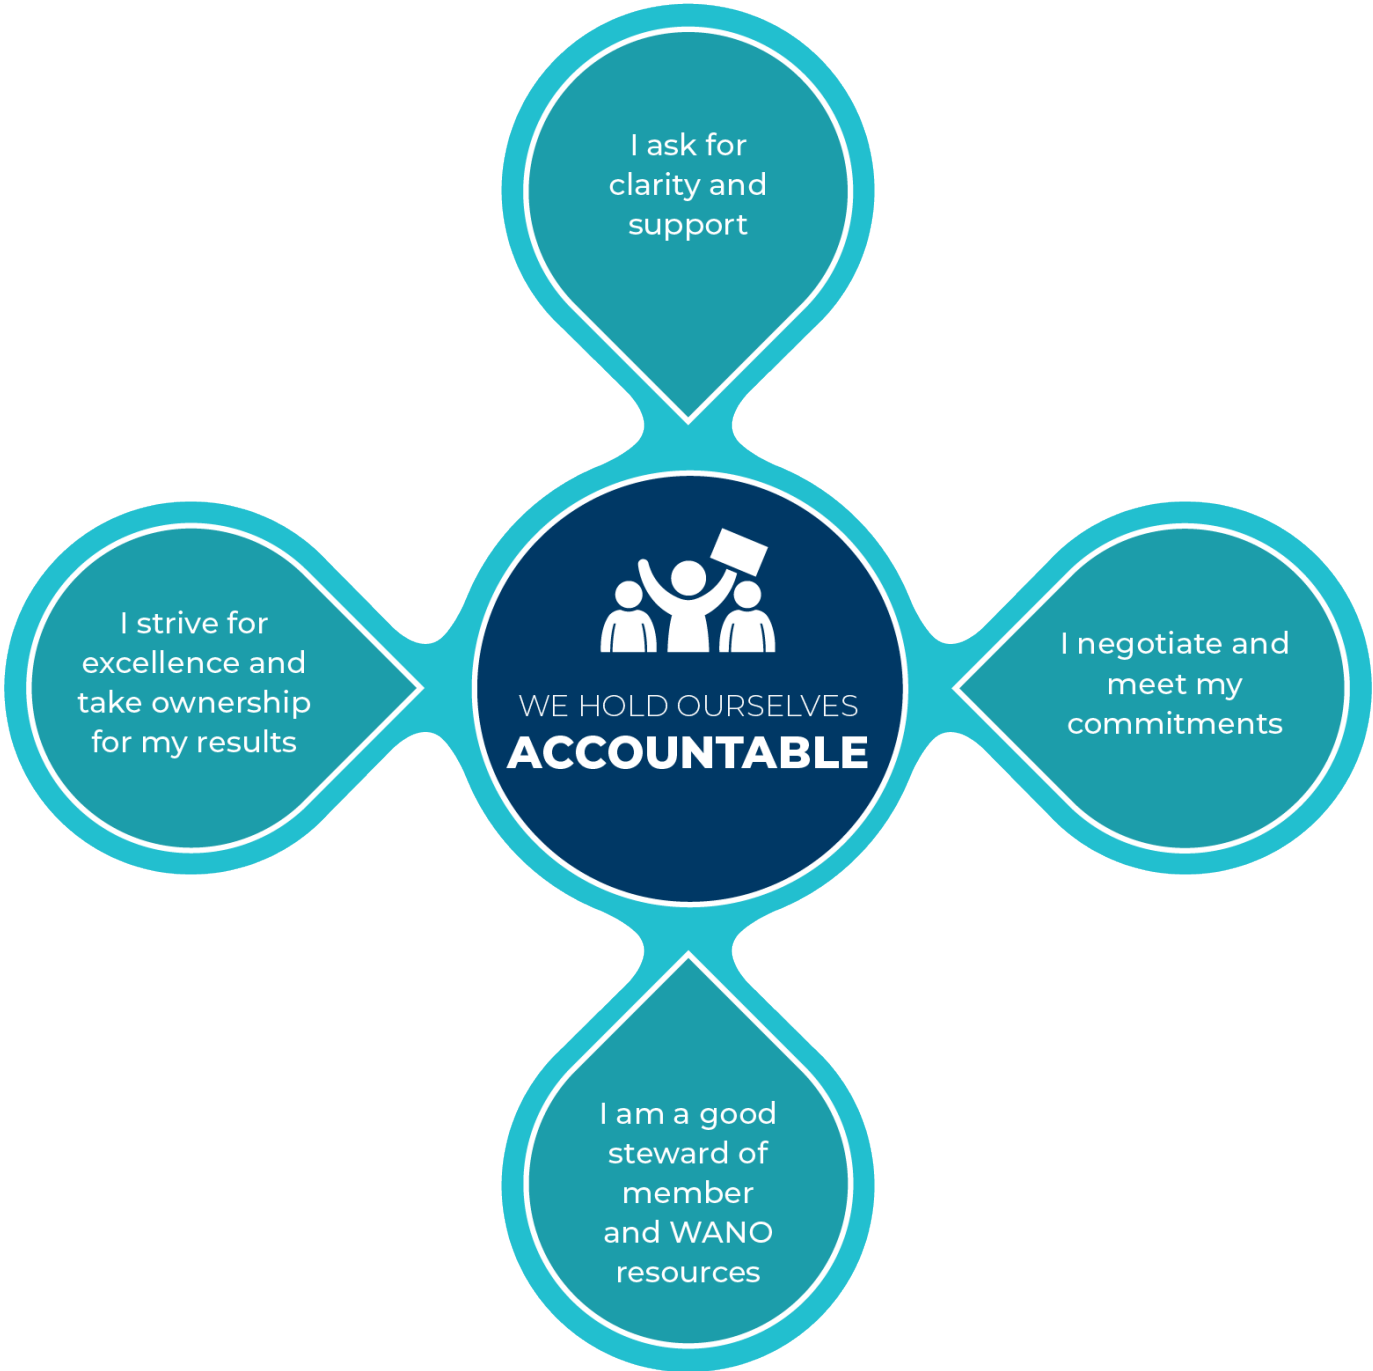 I ask for
clarity and
support
I strive for
excellence and
take ownership
for my results
WE HOLD OURSELVES
ACCOUNTABLE
I negotiate and
meet my
commitments
I am a good
steward of
member
and WANO
resources